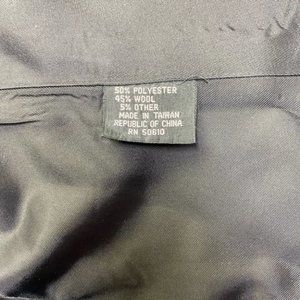 50% POLYESTER
45% WOOL
5% OTHER
MADE IN TAIWAN
REPUBLIC OF CHINA
RN 50610